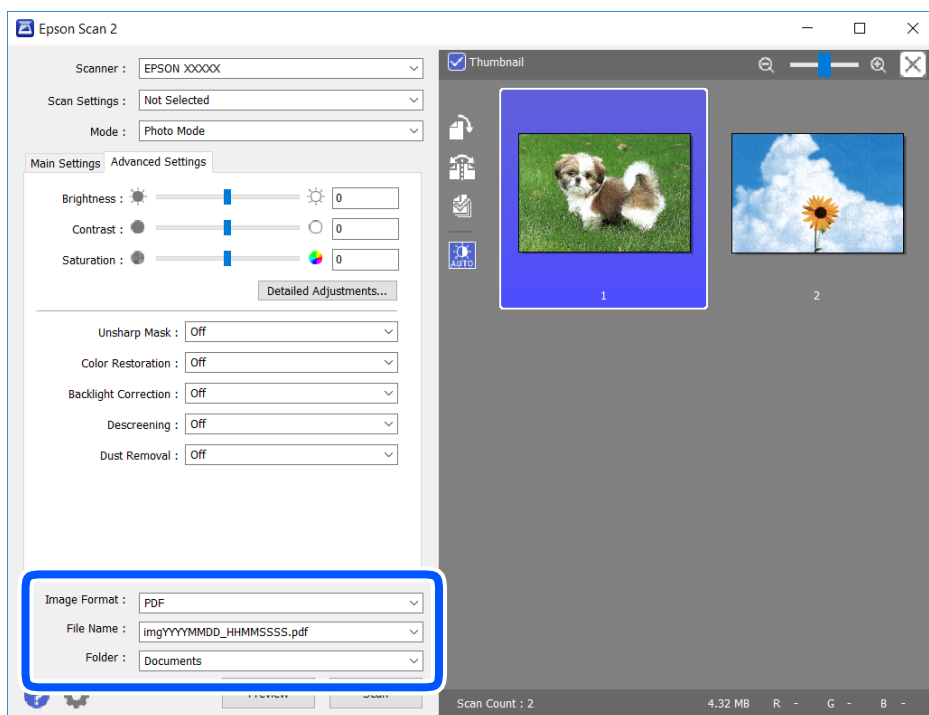 Epson Scan 2
Scanner : EPSON XXXXX
Scan Settings : Not Selected
Mode : Photo Mode
Main Settings Advanced Settings
Brightness : 0
Contrast : 0
Saturation : 0
Detailed Adjustments...
Unsharp Mask : Off
Color Restoration : Off
Backlight Correction : Off
Descreening : Off
Dust Removal : Off
Image Format : PDF
File Name : imgYYYYMMDD_HHMMSSSS.pdf
Folder : Documents
Preview Scan
Thumbnail
AUTO
1
2
Scan Count : 2 4.32 MB R - G - B -